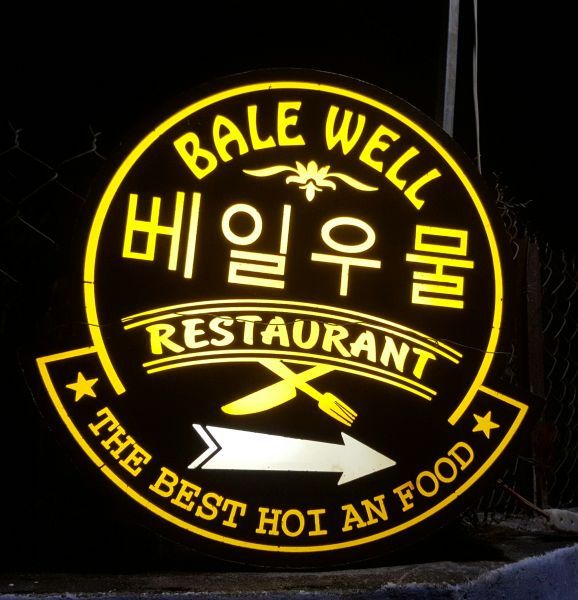 BALE WELL
베일우물
RESTAURANT
THE BEST HOI AN FOOD